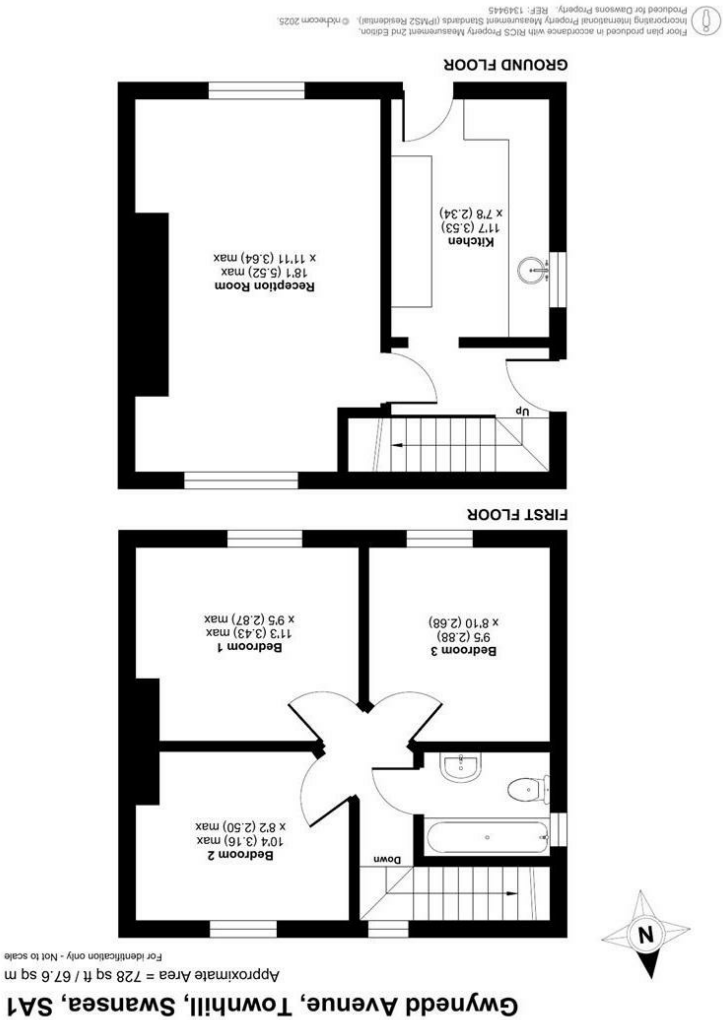 Gwynedd Avenue, Townhill, Swansea, SA1
Approximate Area = 728 sq ft / 67.6 sq m
For identification only - Not to scale
N
Down
Bedroom 2
10'4 (3.16) max
x 8'2 (2.50) max
Bedroom 3
9'5 (2.88)
x 8'10 (2.68)
Bedroom 1
11'3 (3.43) max
x 9'5 (2.87) max
FIRST FLOOR
Up
Kitchen
11'7 (3.53)
x 7'8 (2.34)
Reception Room
18'1 (5.52) max
x 11'11 (3.64) max
GROUND FLOOR
Floor plan produced in accordance with RICS Property Measurement 2nd Edition.
Incorporating International Property Measurement Standards (IPMS2 Residential). © nichecom 2025.
Produced for Dawsons Property. REF: 1349445